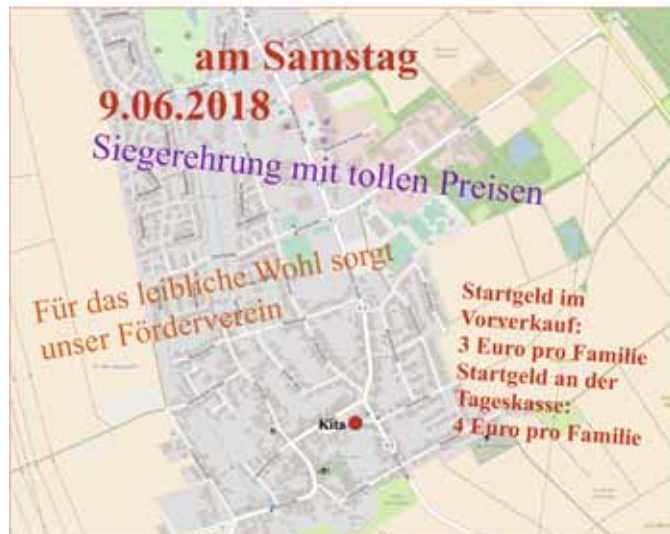 am Samstag
9.06.2018
Siegerehrung mit tollen Preisen
Für das leibliche Wohl sorgt
unser Förderverein
Startgeld im
Vorverkauf:
3 Euro pro Familie
Startgeld an der
Tageskasse:
4 Euro pro Familie
Kita